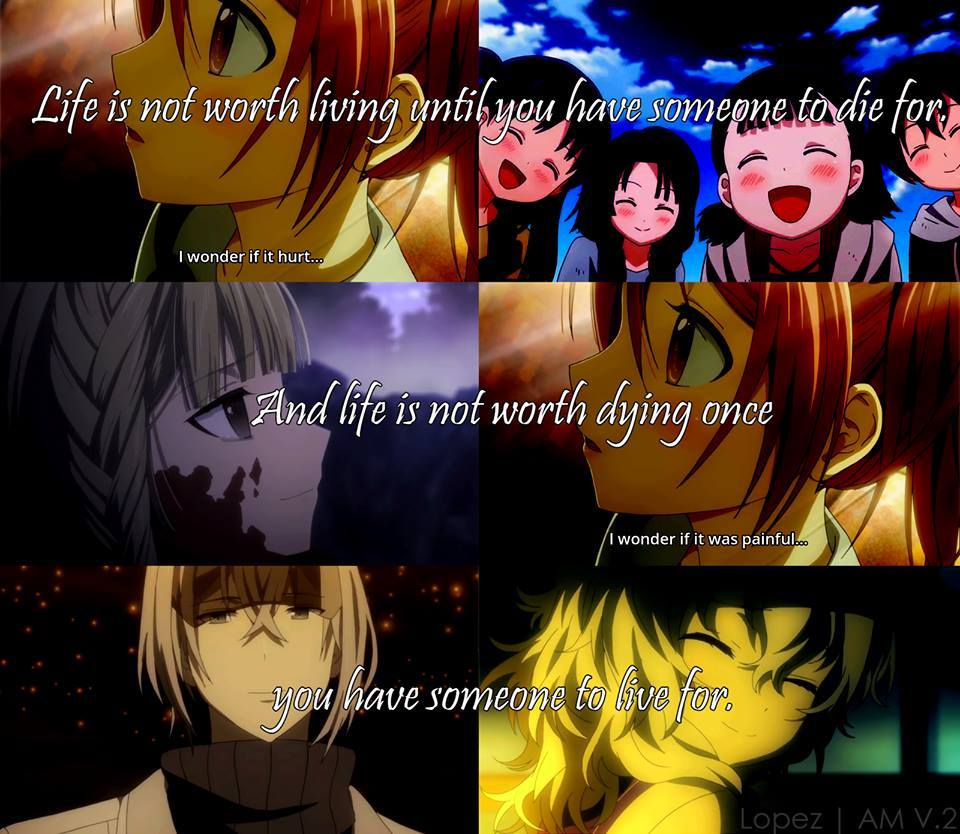 Life is not worth living until you have someone to die for.
I wonder if it hurt...
And life is not worth dying once
I wonder if it was painful...
you have someone to live for.
Lopez | AM V.2